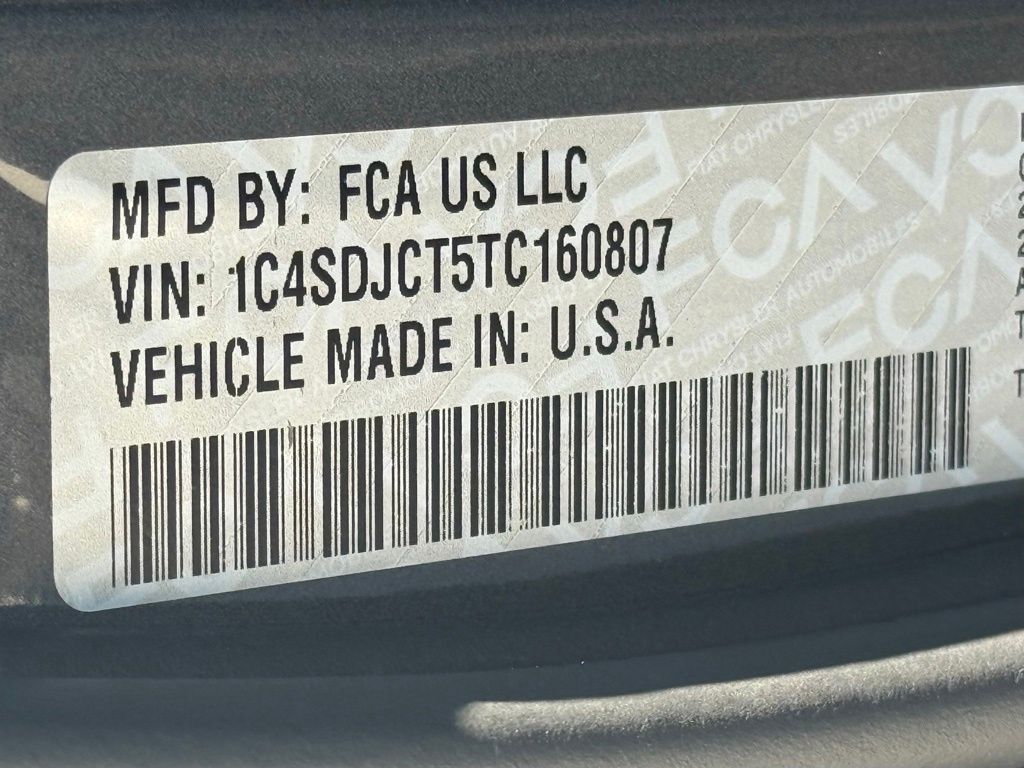 MFD BY: FCA US LLC
VIN: 1C4SDJCT5TC160807
VEHICLE MADE IN: U.S.A.